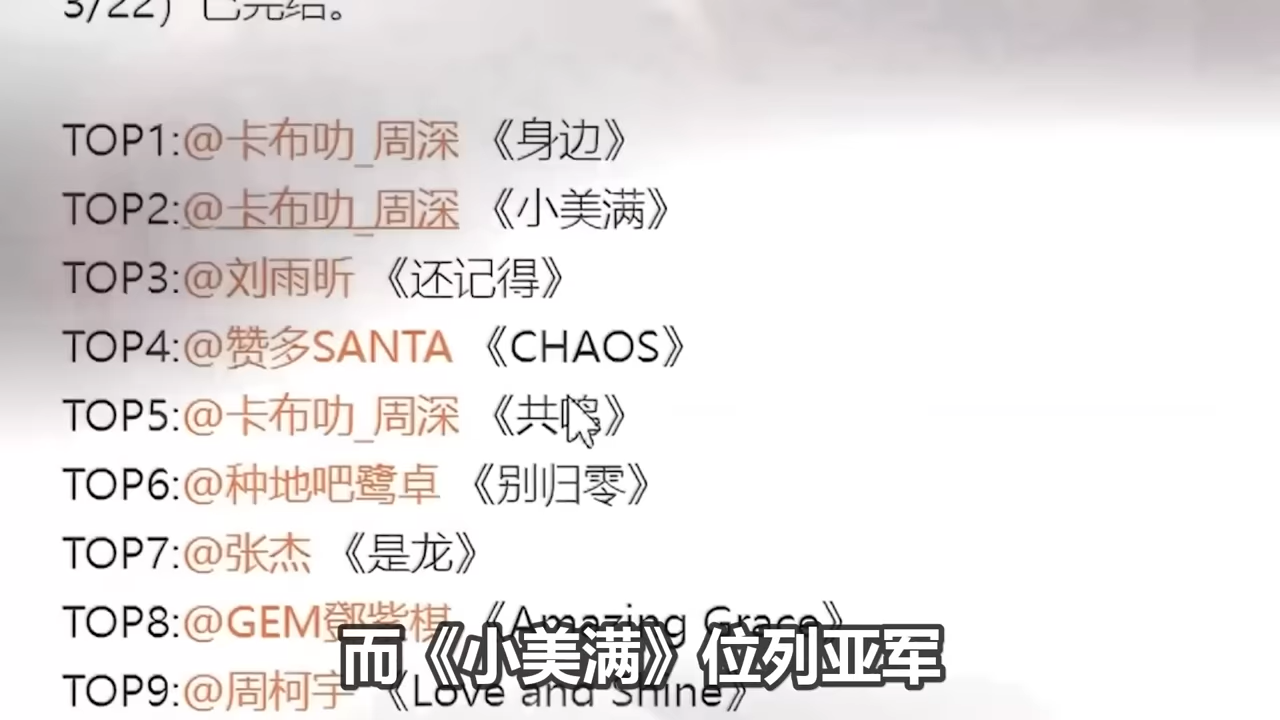 3/22）已完结。
TOP1:@卡布叻_周深 《身边》
TOP2:@卡布叻_周深 《小美满》
TOP3:@刘雨昕 《还记得》
TOP4:@赞多SANTA 《CHAOS》
TOP5:@卡布叻_周深 《共鸣》
TOP6:@种地吧鹭卓 《别归零》
TOP7:@张杰 《是龙》
TOP8:@GEM鄧紫棋 《Amazing Grace》
而《小美满》位列亚军
TOP9:@周柯宇 《Love and Shine》